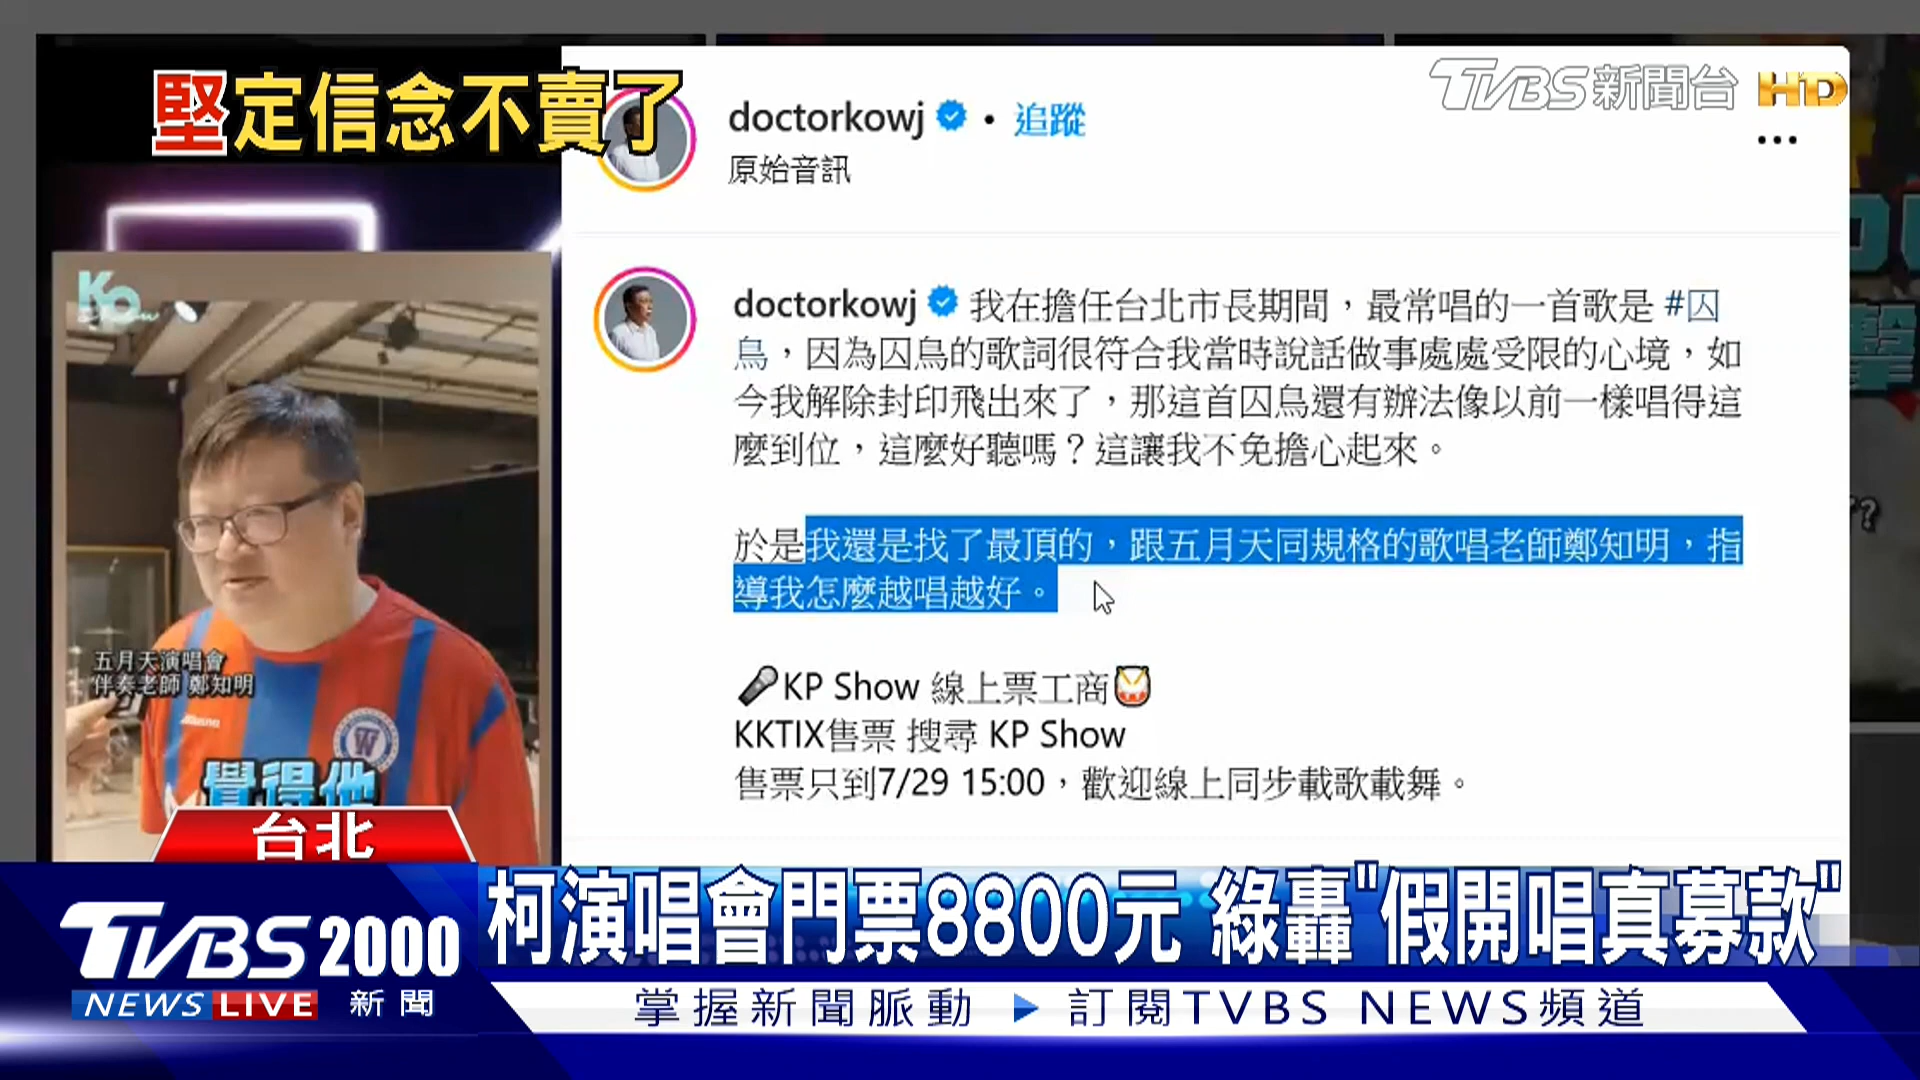 堅定信念不賣了
TVBS新聞台 HD
doctorkowj • 追蹤
原始音訊
doctorkowj 我在擔任台北市長期間，最常唱的一首歌是 #囚
鳥，因為囚鳥的歌詞很符合我當時說話做事處處受限的心境，如
今我解除封印飛出來了，那這首囚鳥還有辦法像以前一樣唱得這
麼到位，這麼好聽嗎？這讓我不免擔心起來。
於是我還是找了最頂的，跟五月天同規格的歌唱老師鄭知明，指
導我怎麼越唱越好。
🎤KP Show 線上票工商
KKTIX售票 搜尋 KP Show
售票只到7/29 15:00，歡迎線上同步載歌載舞。
KP
Show
五月天演唱會
伴奏老師 鄭知明
W
覺得他
台北
柯演唱會門票8800元 綠轟"假開唱真募款"
TVBS 2000
NEWS LIVE 新聞
掌握新聞脈動 ▶ 訂閱TVBS NEWS頻道